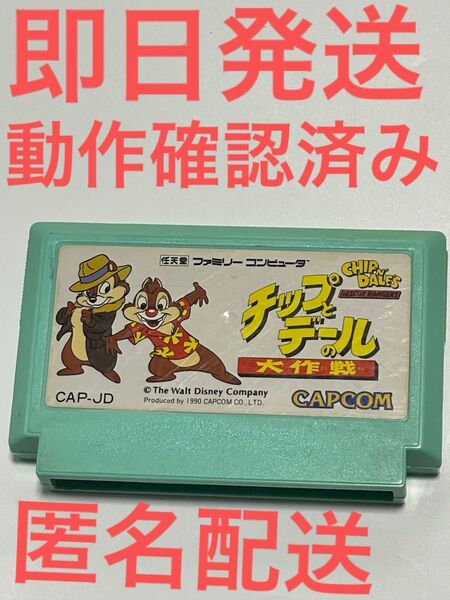 即日発送
動作確認済み
任天堂 ファミリー コンピュータ
CHIP 'N DALE'S
RESCUE RANGERS
チップと
デールの
大作戦
© The Walt Disney Company
Produced by 1990 CAPCOM CO., LTD.
CAP-JD
CAPCOM
匿名配送